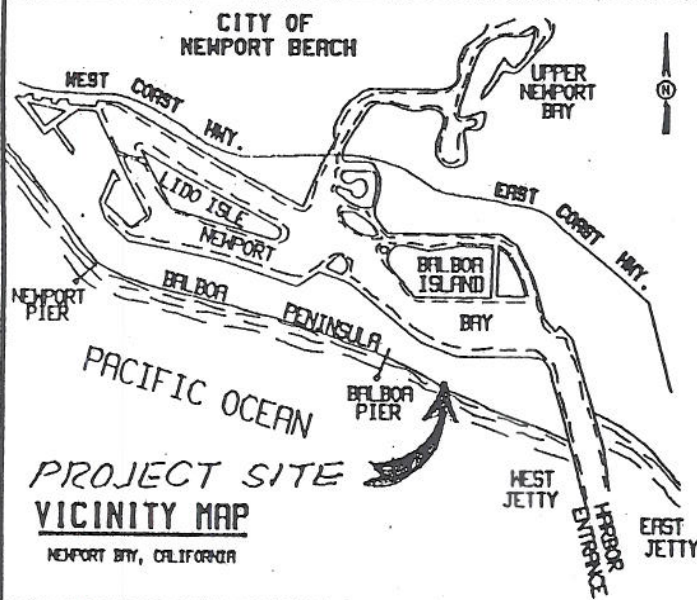 CITY OF
NEWPORT BEACH
WEST COAST HWY.
UPPER
NEWPORT
BAY
N
EAST COAST HWY.
LIDO ISLE
NEWPORT
BALBOA
ISLAND
BAY
NEWPORT
PIER
BALBOA
PENINSULA
PACIFIC OCEAN
BALBOA
PIER
PROJECT SITE
WEST
JETTY
HARBOR
ENTRANCE
EAST
JETTY
VICINITY MAP
NEWPORT BAY, CALIFORNIA